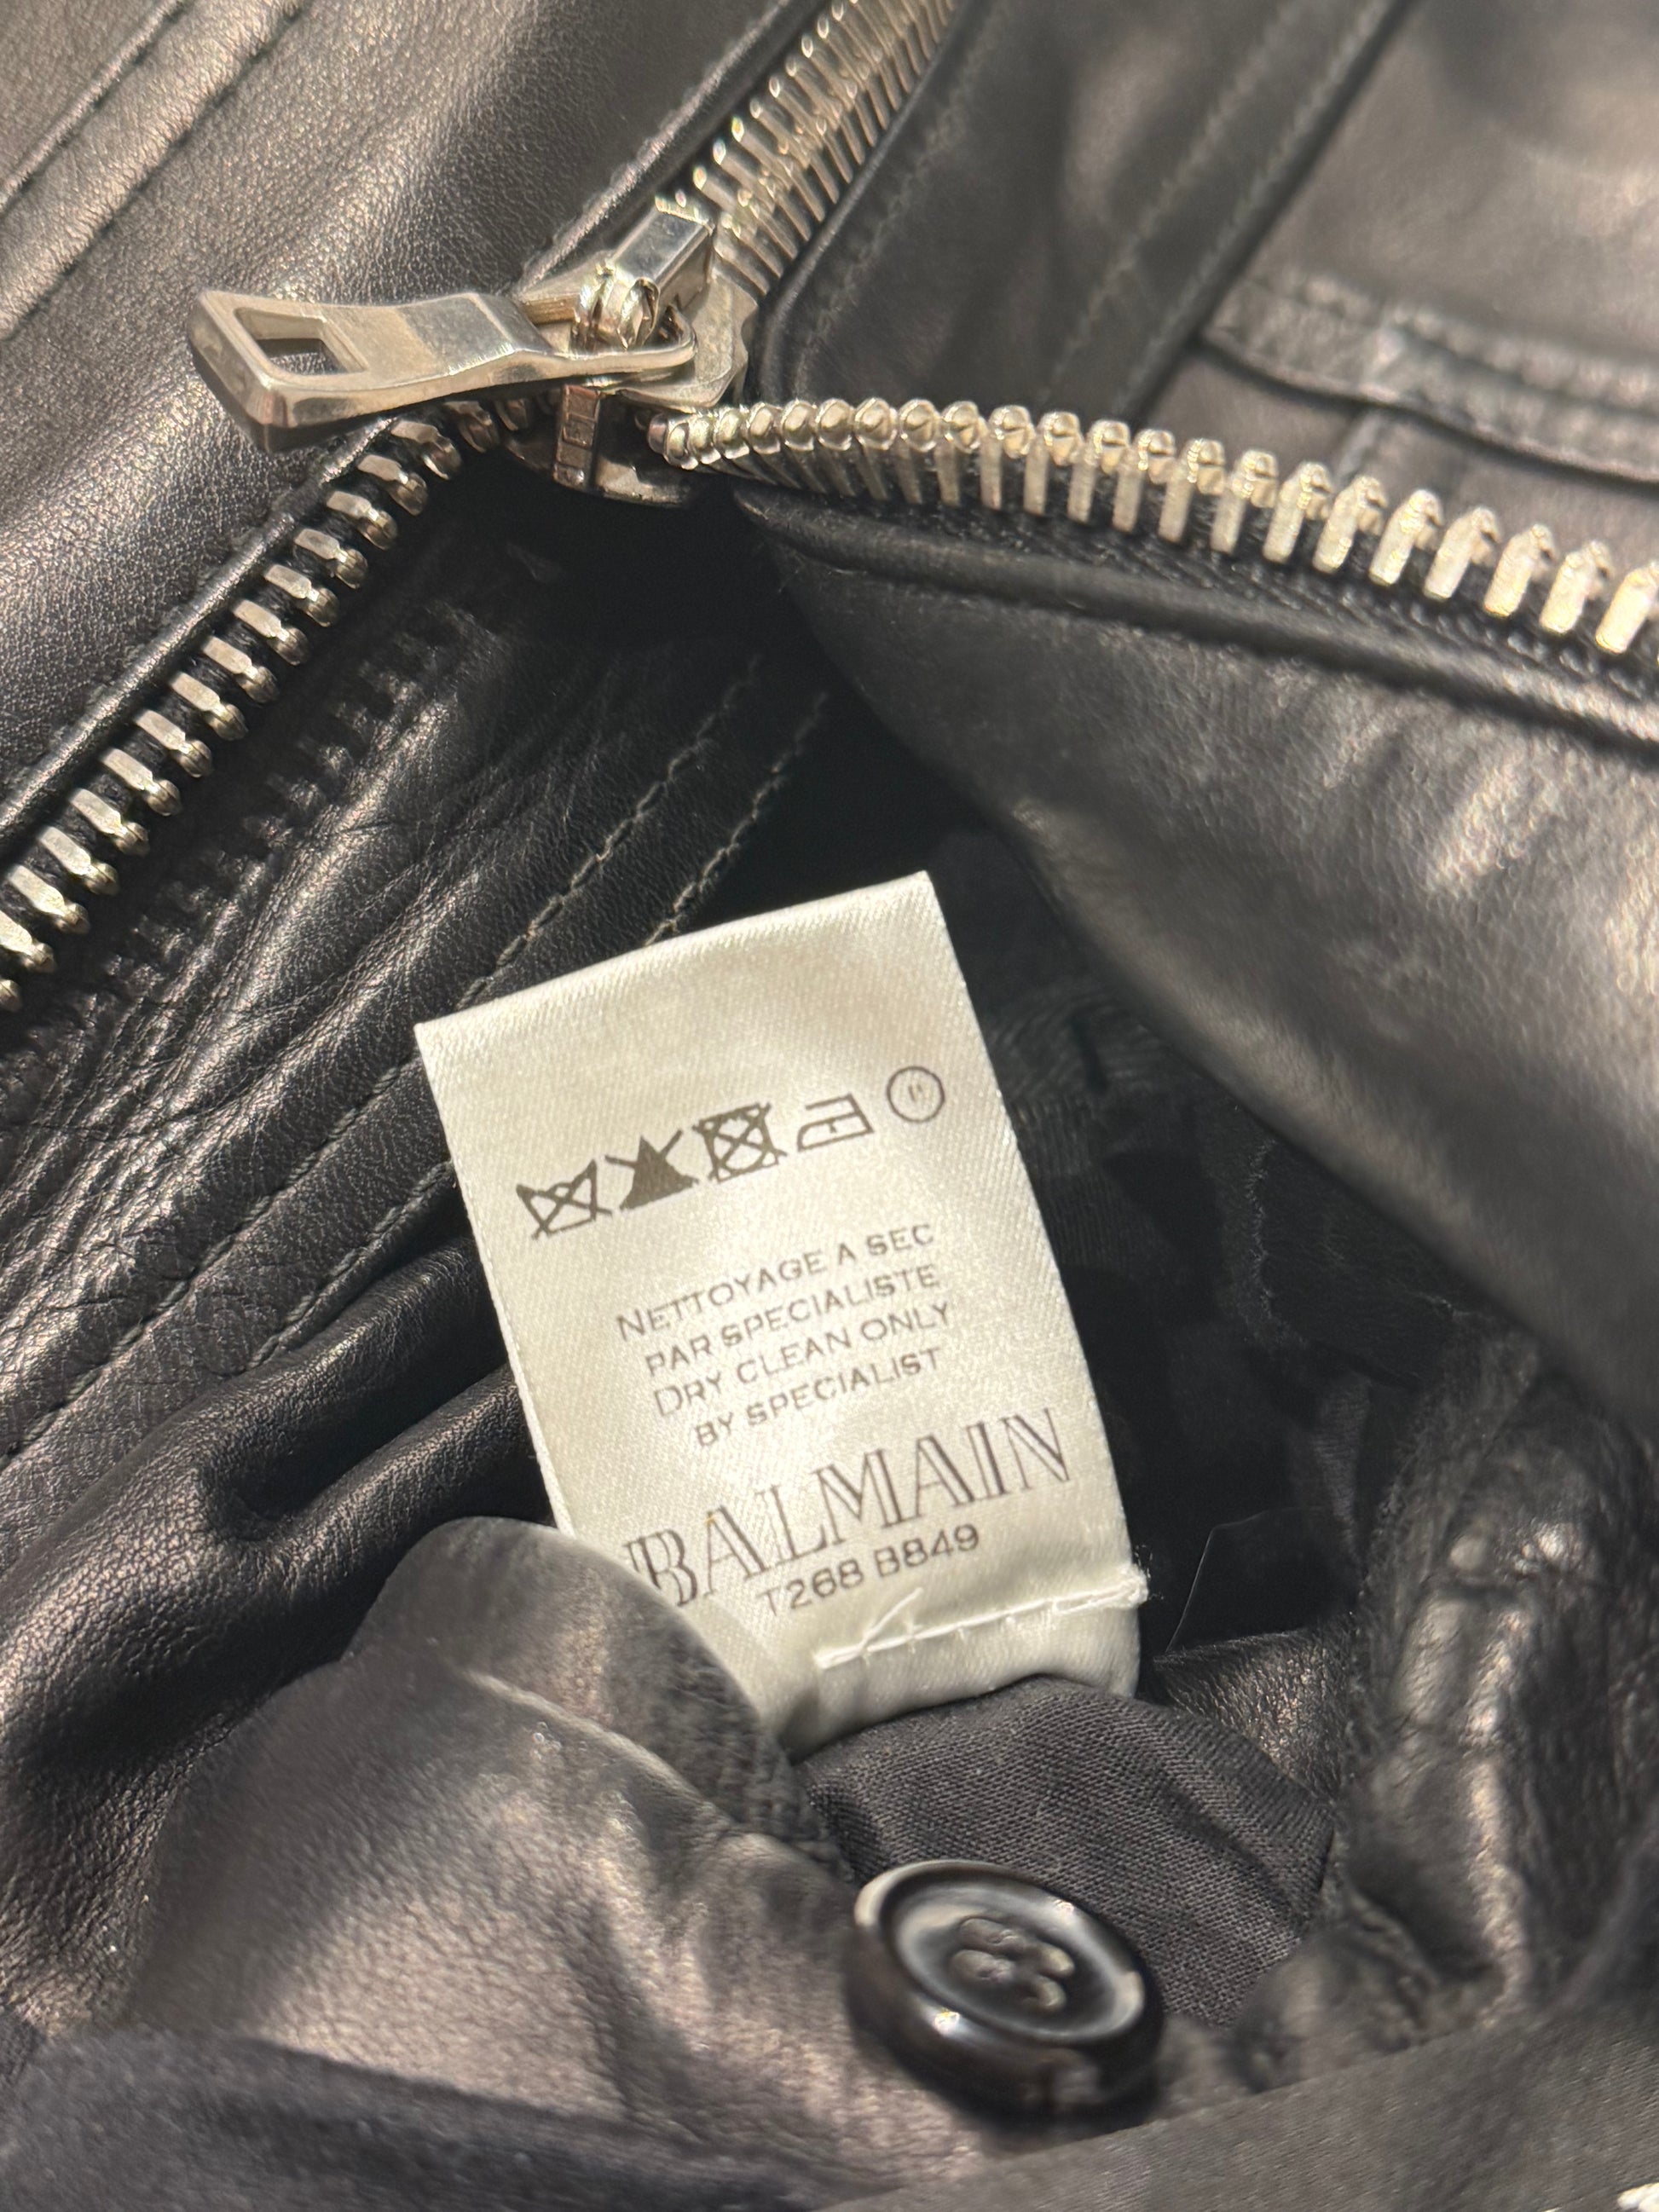 NETTOYAGE A SEC
PAR SPECIALISTE
DRY CLEAN ONLY
BY SPECIALIST
BALMAIN
T268 B849